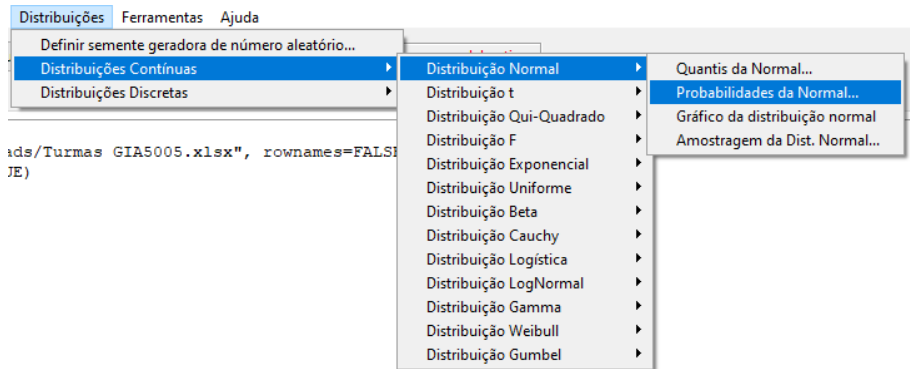 Distribuições Ferramentas Ajuda
Definir semente geradora de número aleatório...
Distribuições Contínuas
Distribuições Discretas
Distribuição Normal
Distribuição t
Distribuição Qui-Quadrado
Distribuição F
Distribuição Exponencial
Distribuição Uniforme
Distribuição Beta
Distribuição Cauchy
Distribuição Logística
Distribuição LogNormal
Distribuição Gamma
Distribuição Weibull
Distribuição Gumbel
Quantis da Normal...
Probabilidades da Normal...
Gráfico da distribuição normal
Amostragem da Dist. Normal...
ads/Turmas GIA5005.xlsx", rownames=FALSE
UE)